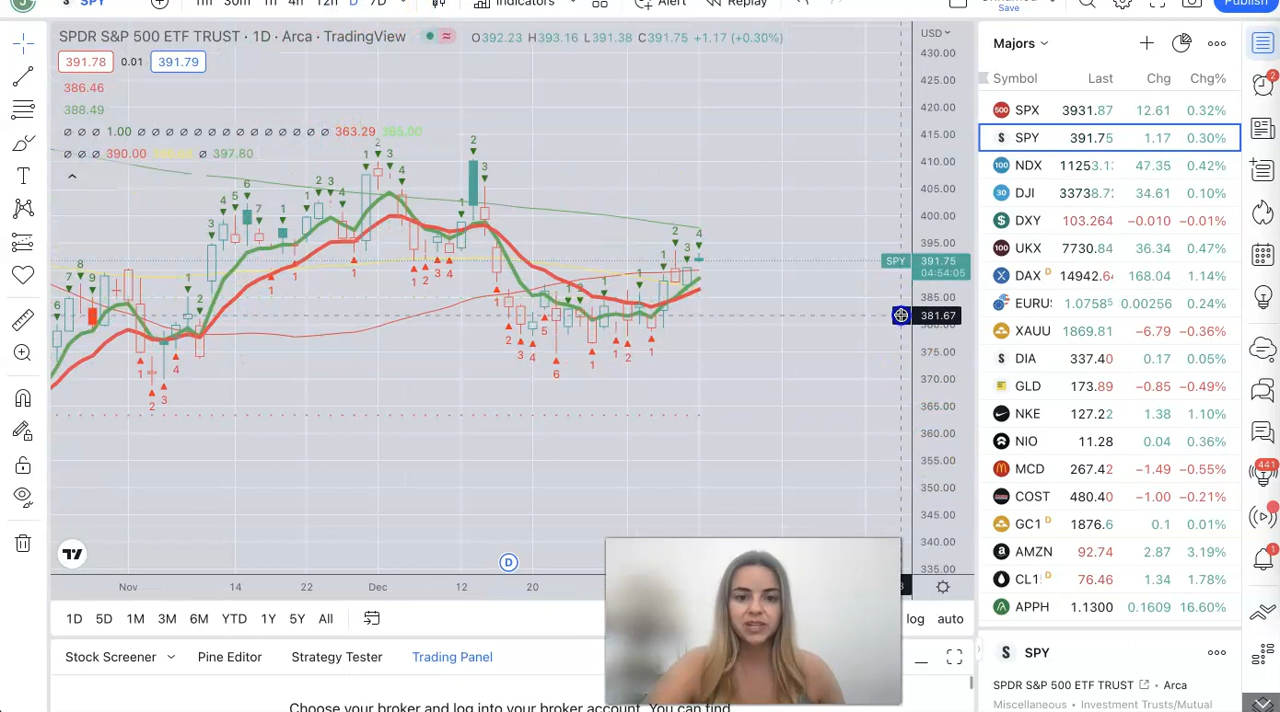 J
SPY
1m 30m 1h 4h 12h D 7D
Indicators
Alert
Replay
Unnamed
Save
Publish
SPDR S&P 500 ETF TRUST · 1D · Arca · TradingView
O392.23 H393.16 L391.38 C391.75 +1.17 (+0.30%)
391.78 0.01 391.79
386.46
388.49
1.00 363.29 385.00
390.00 397.80
USD
430.00
425.00
420.00
415.00
410.00
405.00
400.00
395.00
SPY 391.75
04:54:05
385.00
381.67
375.00
370.00
365.00
360.00
355.00
350.00
345.00
340.00
335.00
Nov 14 22 Dec 12 20
D
1D 5D 1M 3M 6M YTD 1Y 5Y All
log auto
Stock Screener Pine Editor Strategy Tester Trading Panel
Choose your broker and log into your broker account. You can find
Majors
Symbol Last Chg Chg%
SPX 3931.87 12.61 0.32%
SPY 391.75 1.17 0.30%
NDX 11253.1 47.35 0.42%
DJI 33738.7 34.61 0.10%
DXY 103.264 −0.010 −0.01%
UKX 7730.84 36.34 0.47%
DAX D 14942.6 168.04 1.14%
EURU 1.0758⁵ 0.00256 0.24%
XAUU 1869.81 −6.79 −0.36%
DIA 337.40 0.17 0.05%
GLD 173.89 −0.85 −0.49%
NKE 127.22 1.38 1.10%
NIO 11.28 0.04 0.36%
MCD 267.42 −1.49 −0.55%
COST 480.40 −1.00 −0.21%
GC1 D 1876.6 0.1 0.01%
AMZN 92.74 2.87 3.19%
CL1 D 76.46 1.34 1.78%
APPH 1.1300 0.1609 16.60%
SPY
SPDR S&P 500 ETF TRUST · Arca
Miscellaneous · Investment Trusts/Mutual
2
441
1